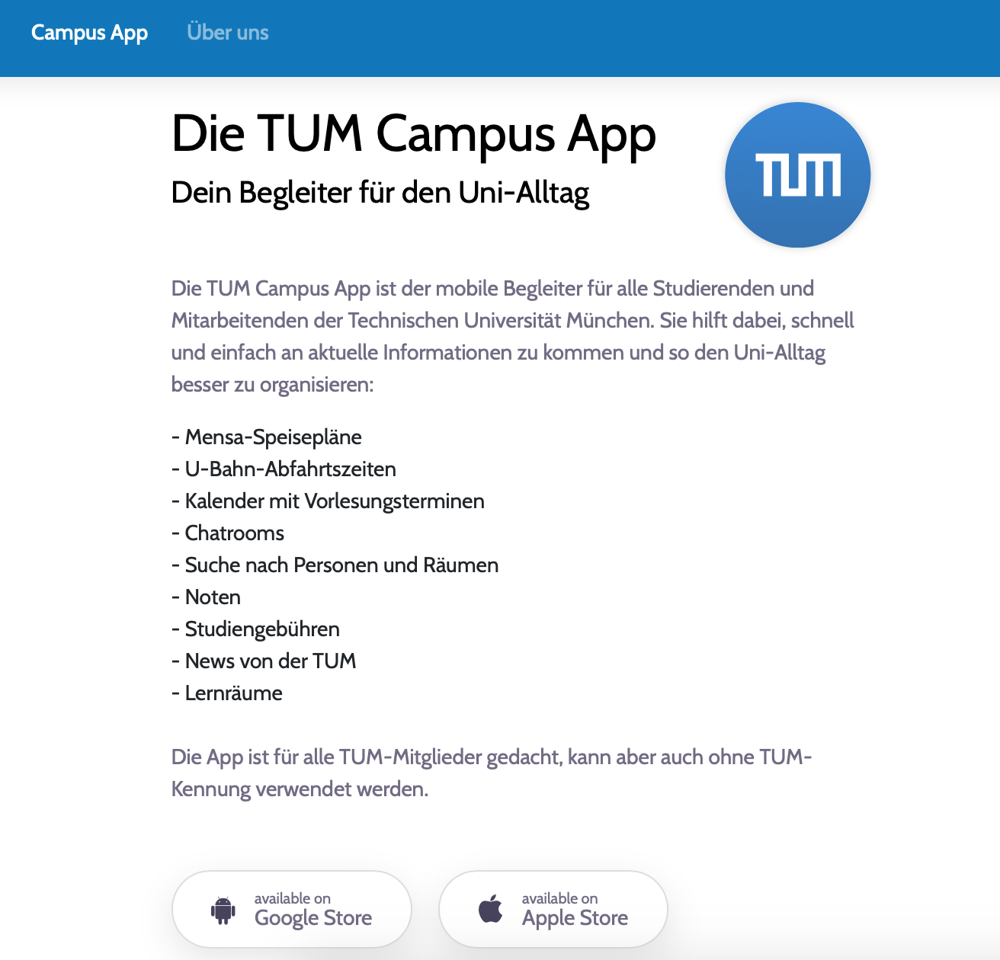 Campus App
Über uns
Die TUM Campus App
Dein Begleiter für den Uni-Alltag
TUM
Die TUM Campus App ist der mobile Begleiter für alle Studierenden und
Mitarbeitenden der Technischen Universität München. Sie hilft dabei, schnell
und einfach an aktuelle Informationen zu kommen und so den Uni-Alltag
besser zu organisieren:
- Mensa-Speisepläne
- U-Bahn-Abfahrtszeiten
- Kalender mit Vorlesungsterminen
- Chatrooms
- Suche nach Personen und Räumen
- Noten
- Studiengebühren
- News von der TUM
- Lernräume
Die App ist für alle TUM-Mitglieder gedacht, kann aber auch ohne TUM-
Kennung verwendet werden.
available on
Google Store
available on
Apple Store